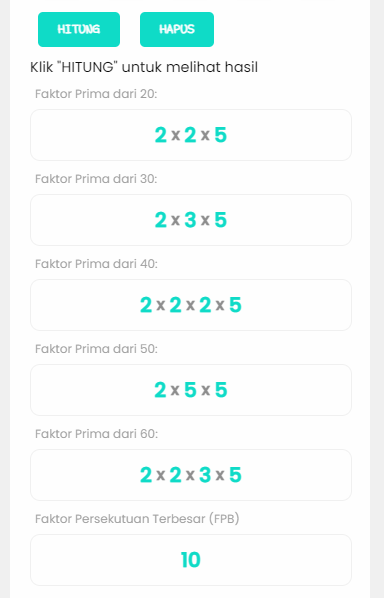 HITUNG HAPUS
Klik "HITUNG" untuk melihat hasil
Faktor Prima dari 20:
2 x 2 x 5
Faktor Prima dari 30:
2 x 3 x 5
Faktor Prima dari 40:
2 x 2 x 2 x 5
Faktor Prima dari 50:
2 x 5 x 5
Faktor Prima dari 60:
2 x 2 x 3 x 5
Faktor Persekutuan Terbesar (FPB)
10